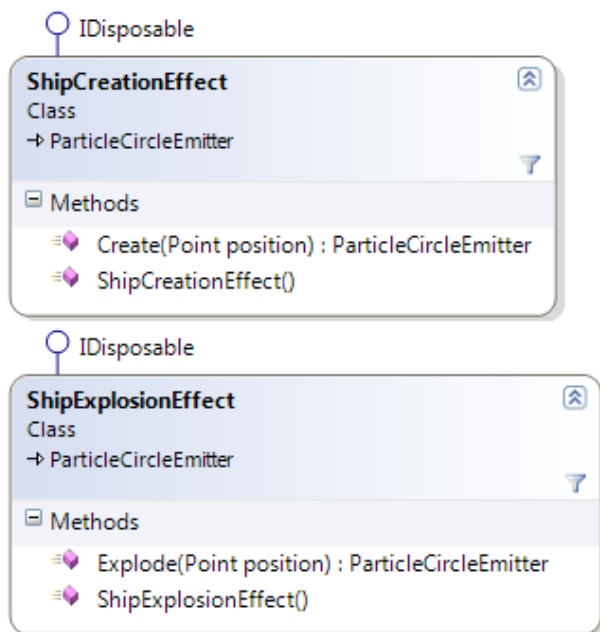 IDisposable
ShipCreationEffect
Class
ParticleCircleEmitter
Methods
Create(Point position) : ParticleCircleEmitter
ShipCreationEffect()
IDisposable
ShipExplosionEffect
Class
ParticleCircleEmitter
Methods
Explode(Point position) : ParticleCircleEmitter
ShipExplosionEffect()